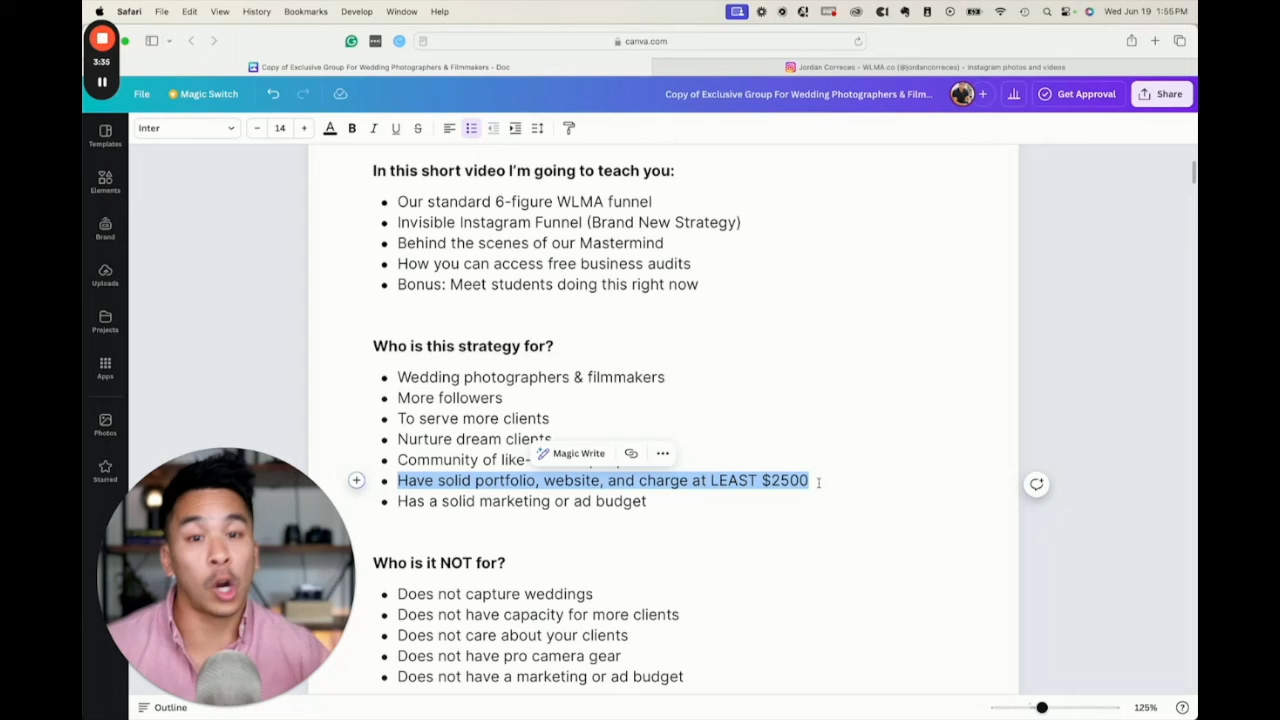 Safari File Edit View History Bookmarks Develop Window Help Wed Jun 19 1:55PM
3:35
canva.com
Copy of Exclusive Group For Wedding Photographers & Filmmakers - Doc
Jordan Correces - WLMA.co (@jordancorreces) • Instagram photos and videos
File Magic Switch Copy of Exclusive Group For Wedding Photographers & Film... Get Approval Share
Inter 14 A B I U S
Templates
Elements
Brand
Uploads
Projects
Apps
Photos
Starred
In this short video I'm going to teach you:
Our standard 6-figure WLMA funnel
Invisible Instagram Funnel (Brand New Strategy)
Behind the scenes of our Mastermind
How you can access free business audits
Bonus: Meet students doing this right now
Who is this strategy for?
Wedding photographers & filmmakers
More followers
To serve more clients
Nurture dream clients
Magic Write
Community of like-
Have solid portfolio, website, and charge at LEAST $2500
Has a solid marketing or ad budget
Who is it NOT for?
Does not capture weddings
Does not have capacity for more clients
Does not care about your clients
Does not have pro camera gear
Does not have a marketing or ad budget
Outline 125%